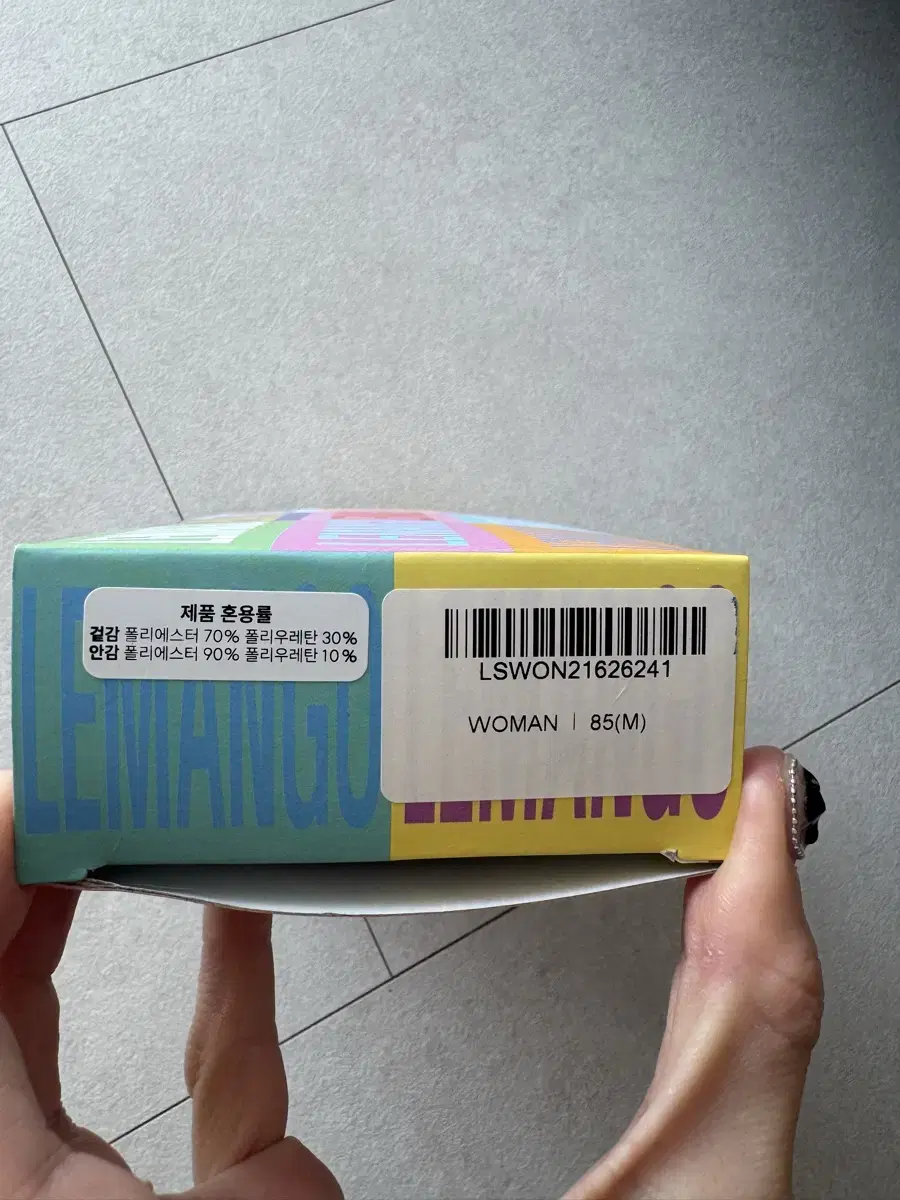 제품 혼용률
겉감 폴리에스터 70% 폴리우레탄 30%
안감 폴리에스터 90% 폴리우레탄 10%
LSWON21626241
WOMAN | 85(M)
LEMANGO
LEMANGO